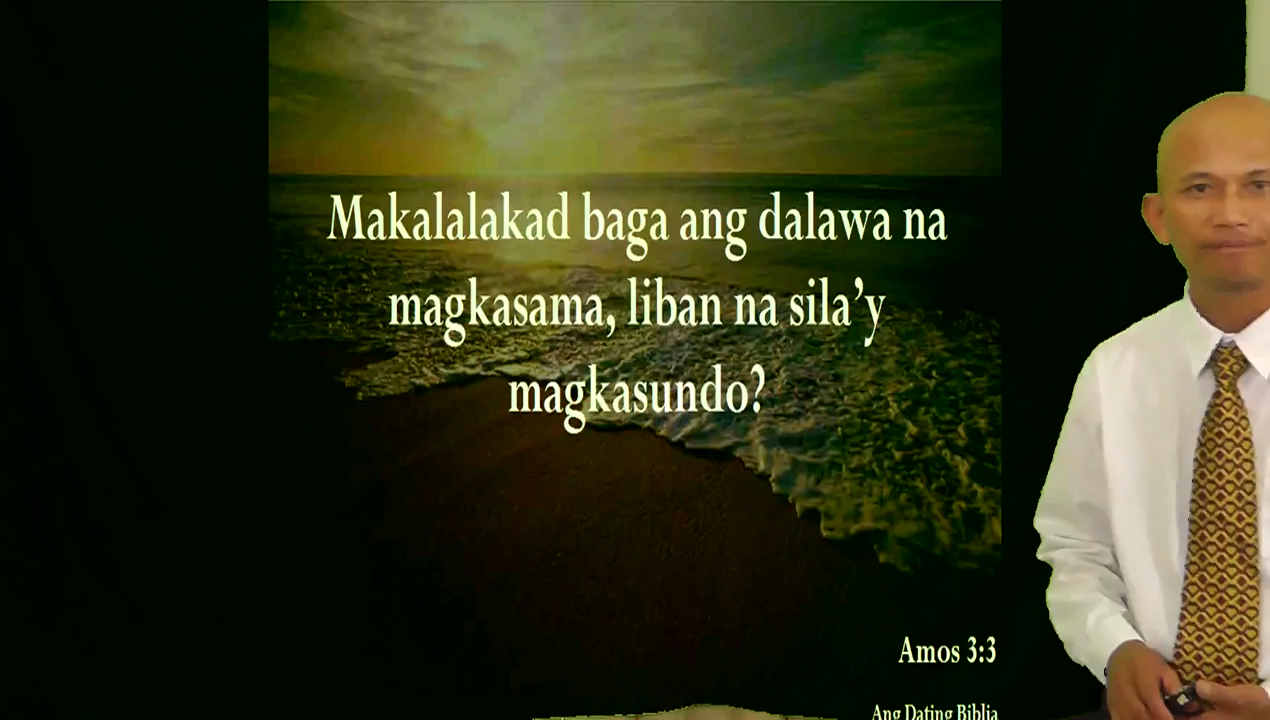 Makalalakad baga ang dalawa na
magkasama, liban na sila’y
magkasundo?
Amos 3:3
Ang Dating Biblia